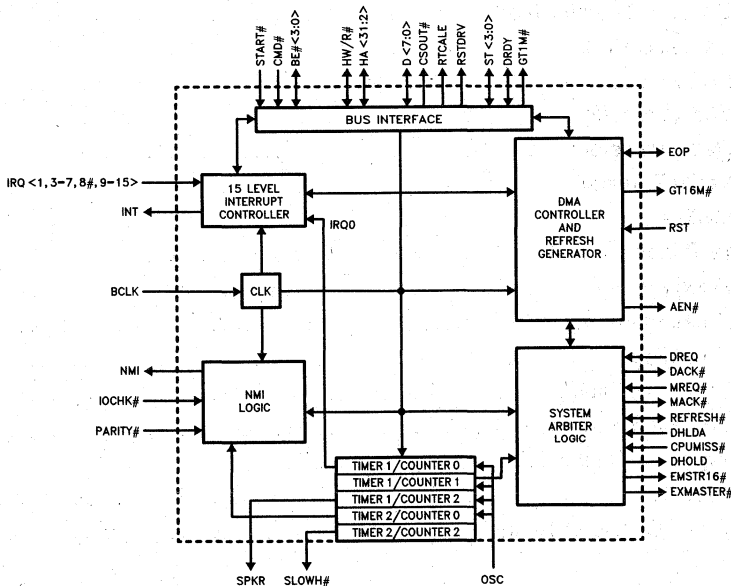 START#
CMD#
BE# <3:0>
HW/R#
HA <31:2>
D <7:0>
CSOUT#
RTCALE
RSTDRV
ST <3:0>
DRDY
GT1M#
BUS INTERFACE
IRQ <1,3-7,8#,9-15>
INT
15 LEVEL
INTERRUPT
CONTROLLER
IRQ0
DMA
CONTROLLER
AND
REFRESH
GENERATOR
EOP
GT16M#
RST
AEN#
BCLK
CLK
NMI
IOCHK#
PARITY#
NMI
LOGIC
SYSTEM
ARBITER
LOGIC
DREQ
DACK#
MREQ#
MACK#
REFRESH#
DHLDA
CPUMISS#
DHOLD
EMSTR16#
EXMASTER#
TIMER 1/COUNTER 0
TIMER 1/COUNTER 1
TIMER 1/COUNTER 2
TIMER 2/COUNTER 0
TIMER 2/COUNTER 2
SPKR
SLOWH#
OSC